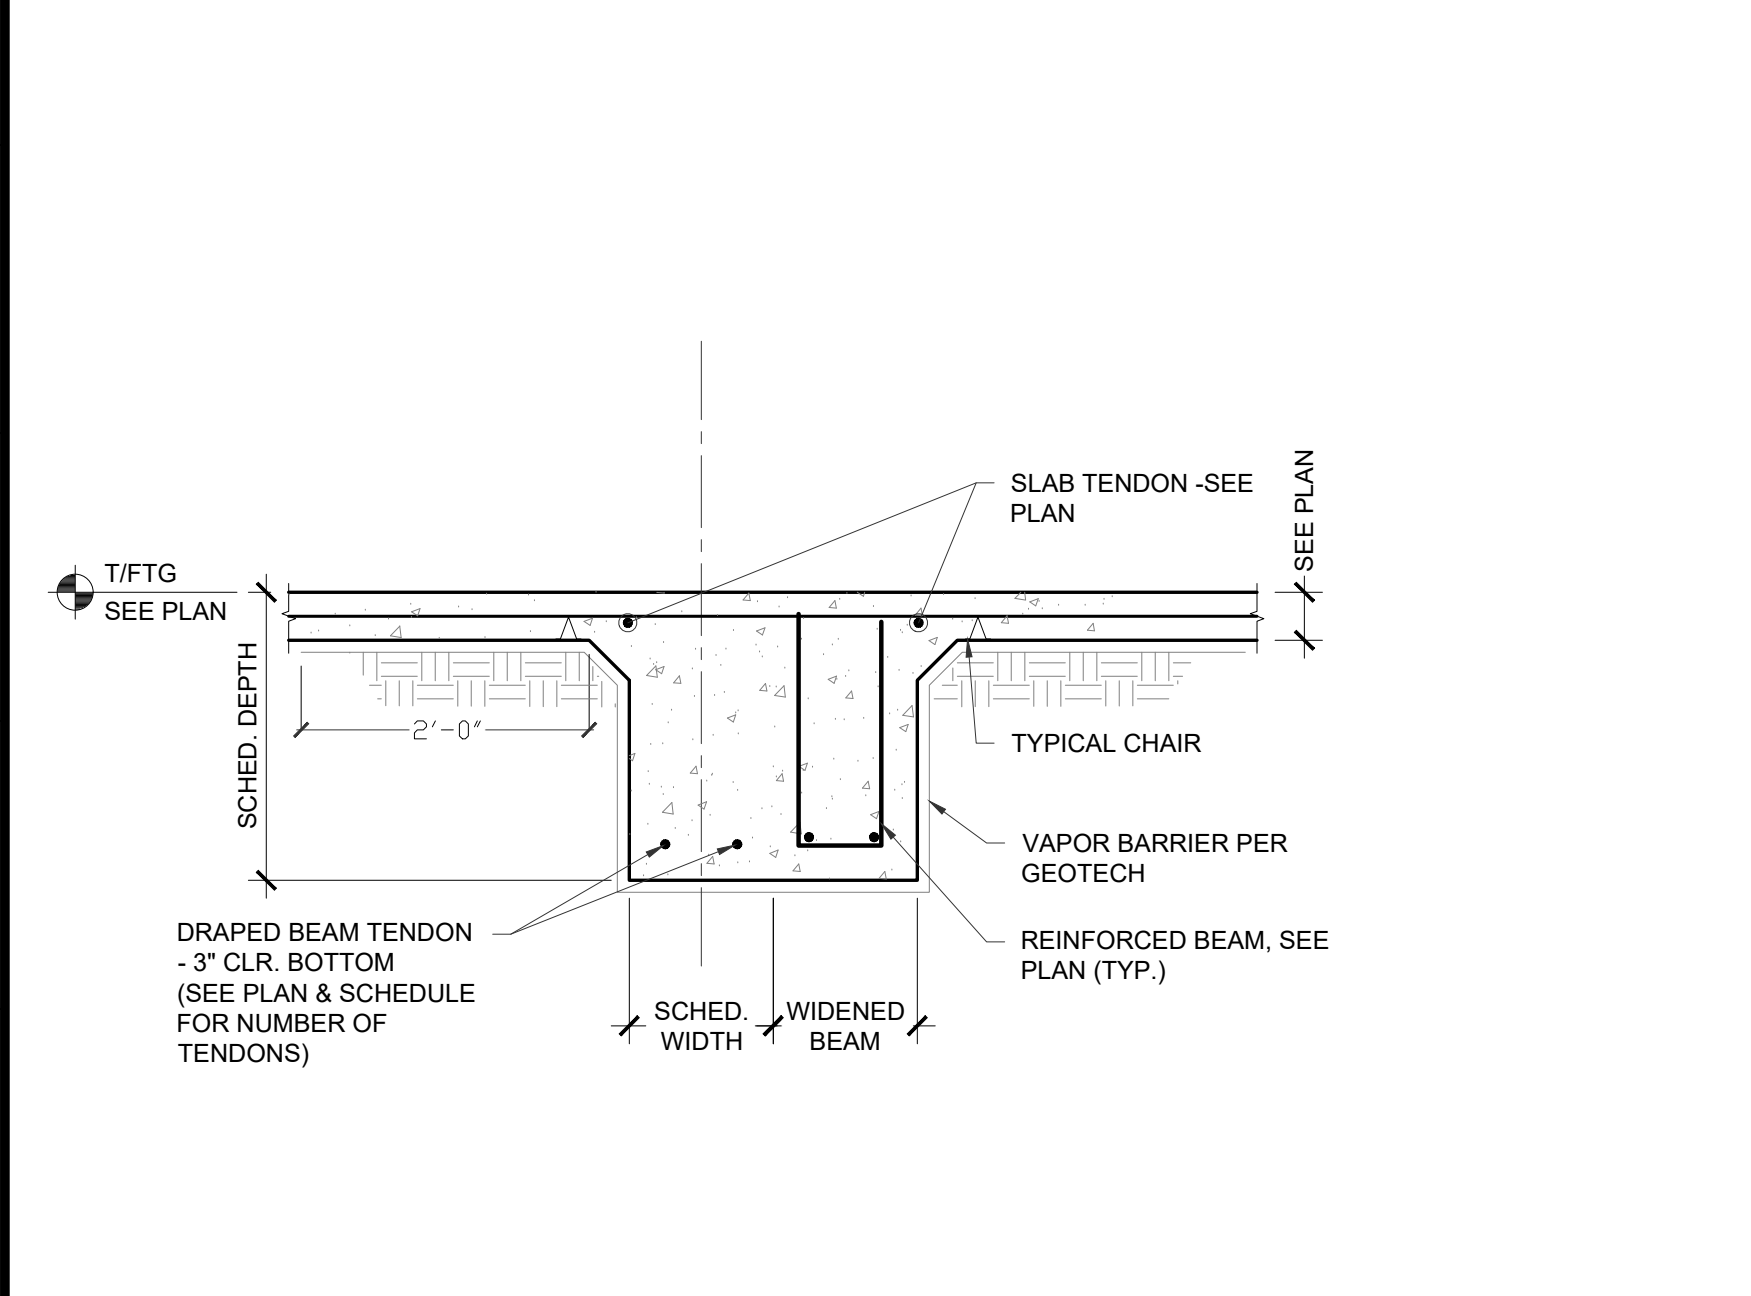 SLAB TENDON -SEE
PLAN
SEE PLAN
T/FTG
SEE PLAN
SCHED. DEPTH
2'-0"
TYPICAL CHAIR
VAPOR BARRIER PER
GEOTECH
DRAPED BEAM TENDON
- 3" CLR. BOTTOM
(SEE PLAN & SCHEDULE
FOR NUMBER OF
TENDONS)
REINFORCED BEAM, SEE
PLAN (TYP.)
SCHED.
WIDTH
WIDENED
BEAM